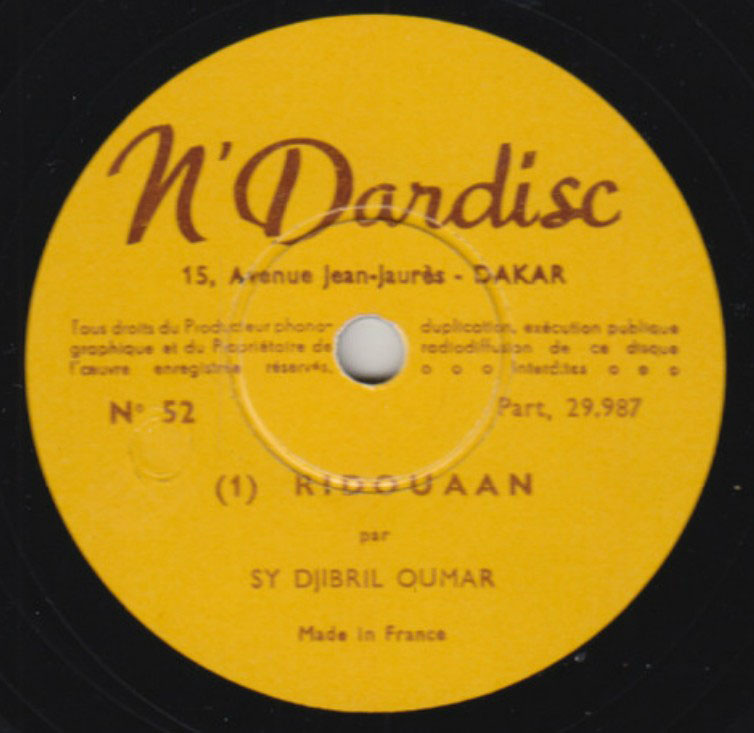 N'Dardisc
15, Avenue Jean-Jaurès - DAKAR
Tous droits du Producteur phono-
graphique et du Propriétaire de
l'œuvre enregistrée réservés,
duplication, exécution publique
radiodiffusion de ce disque
o o o Interdites o o o
N° 52
Part, 29.987
(1) RIDOUAAN
par
SY DJIBRIL OUMAR
Made in France